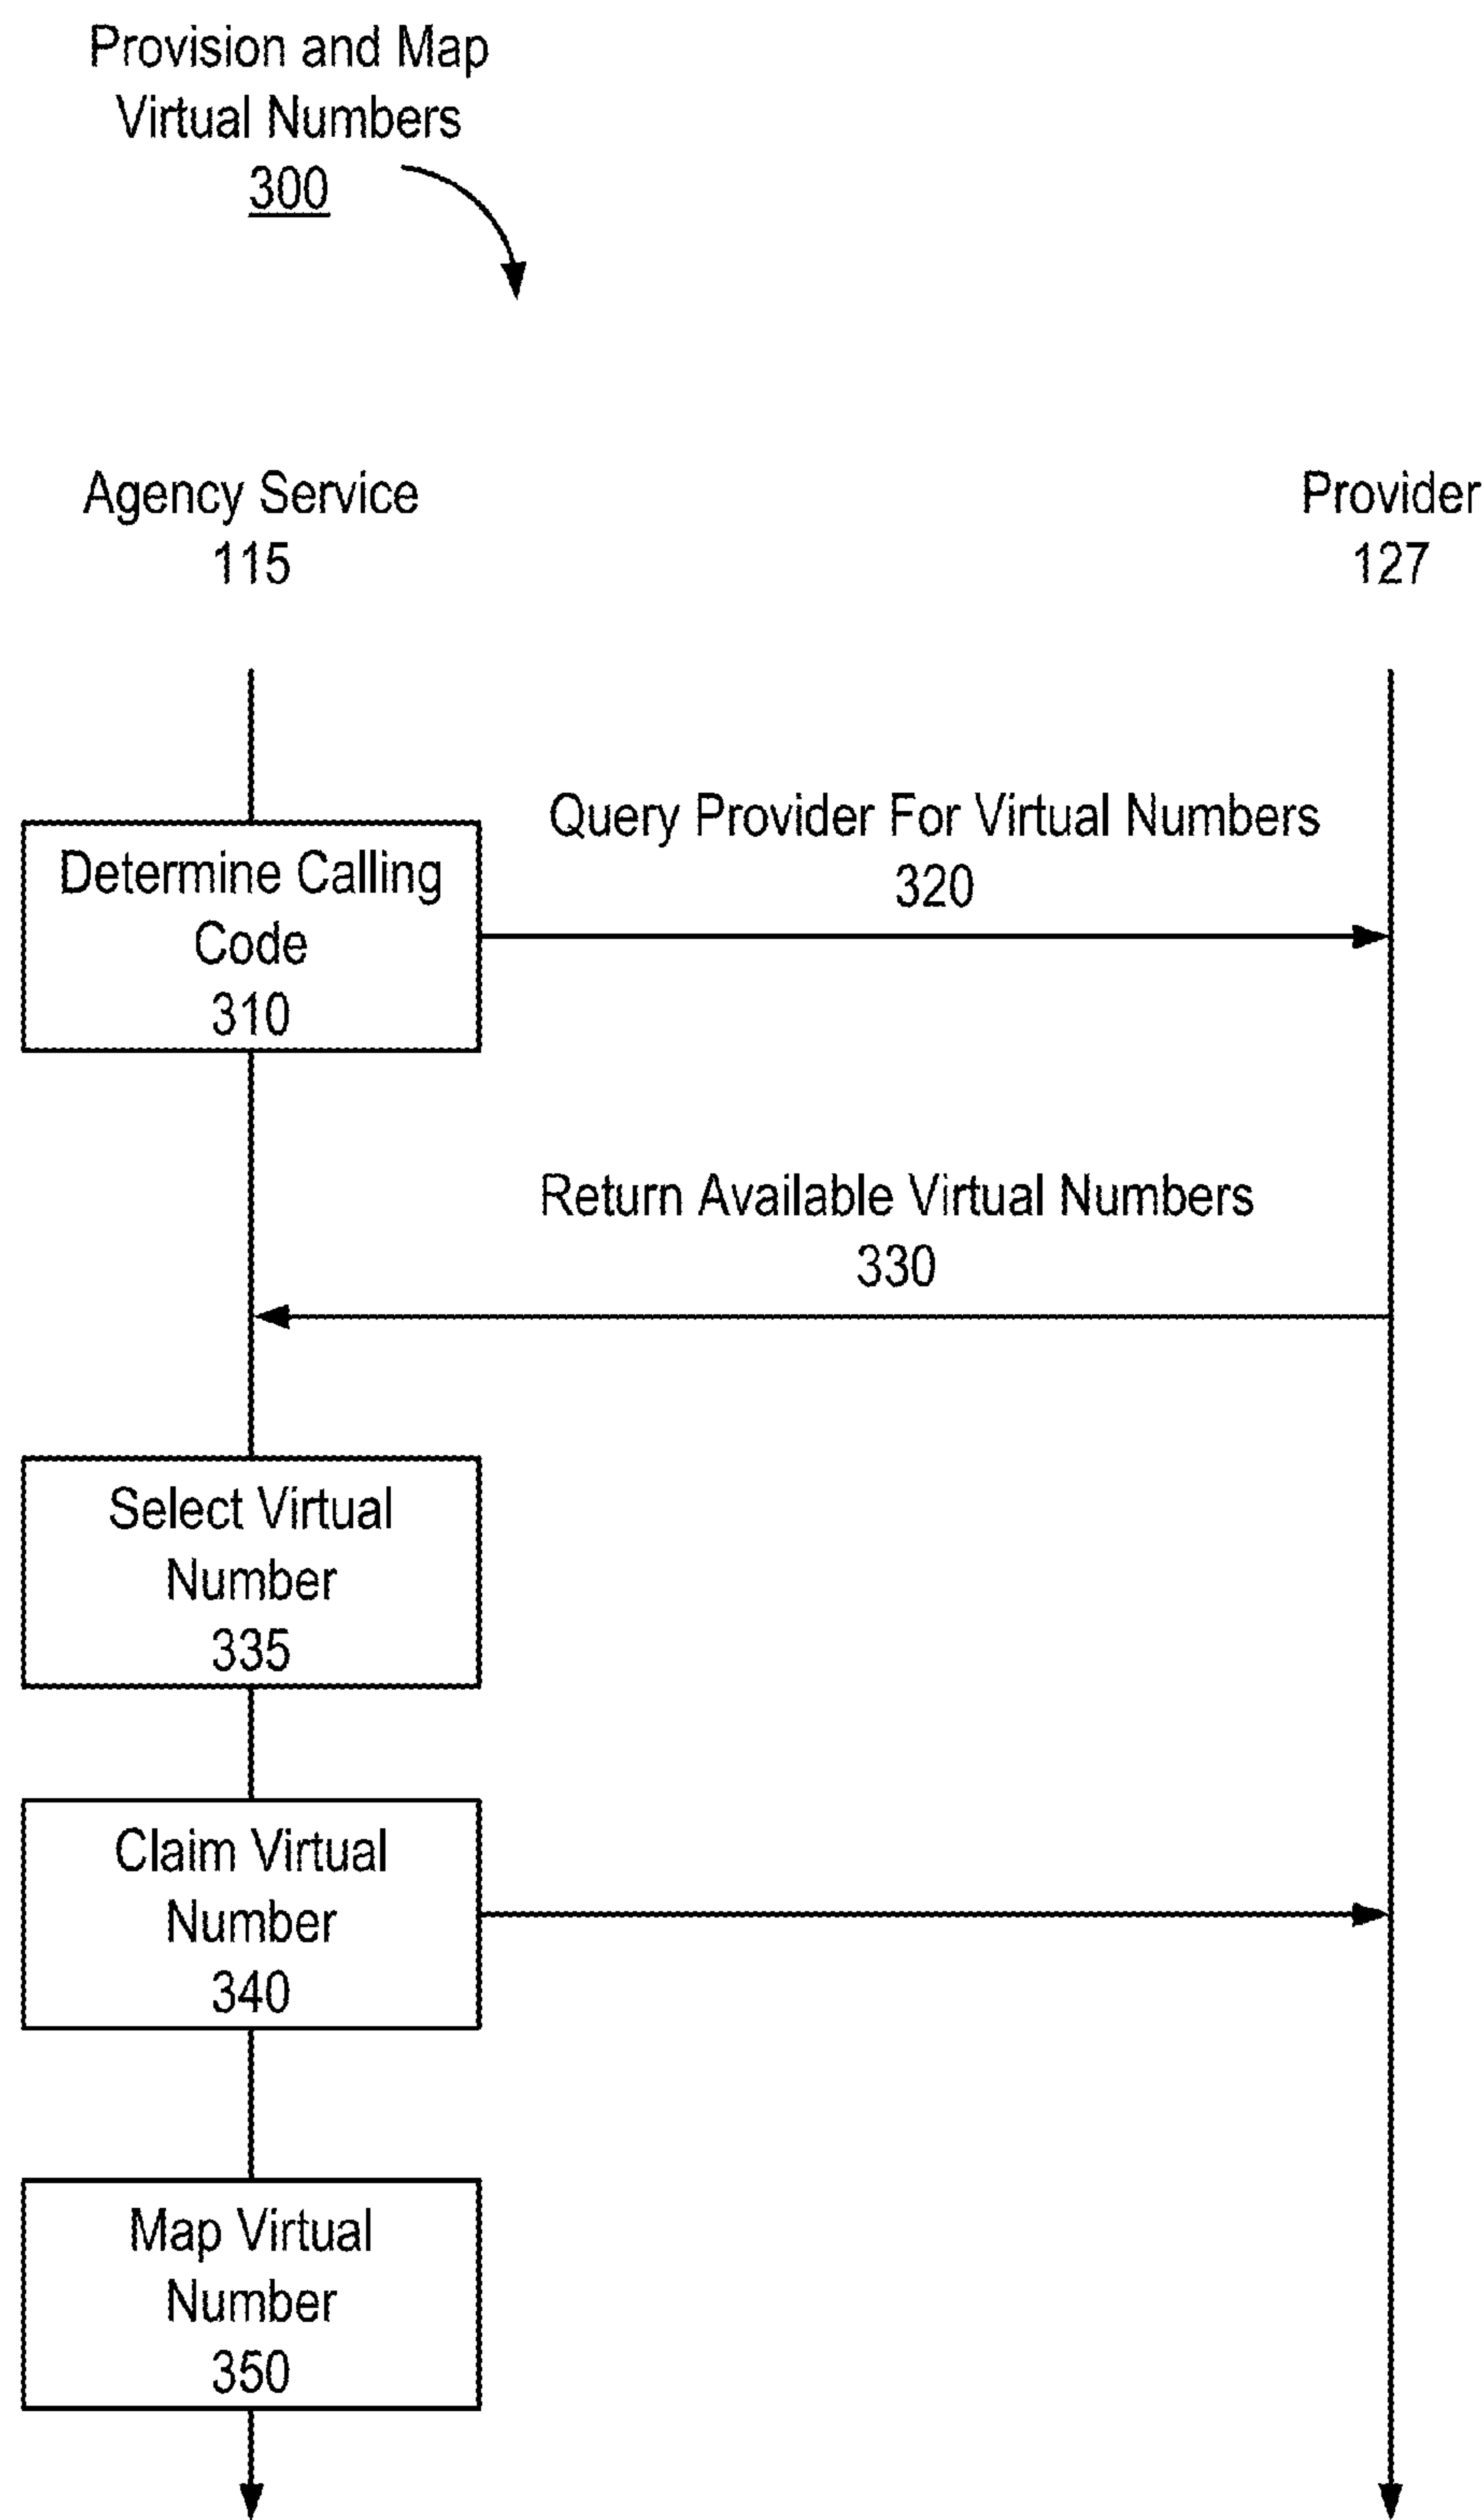 Provision and Map
Virtual Numbers
300
Agency Service
115
Provider
127
Query Provider For Virtual Numbers
320
Determine Calling
Code
310
Return Available Virtual Numbers
330
Select Virtual
Number
335
Claim Virtual
Number
340
Map Virtual
Number
350